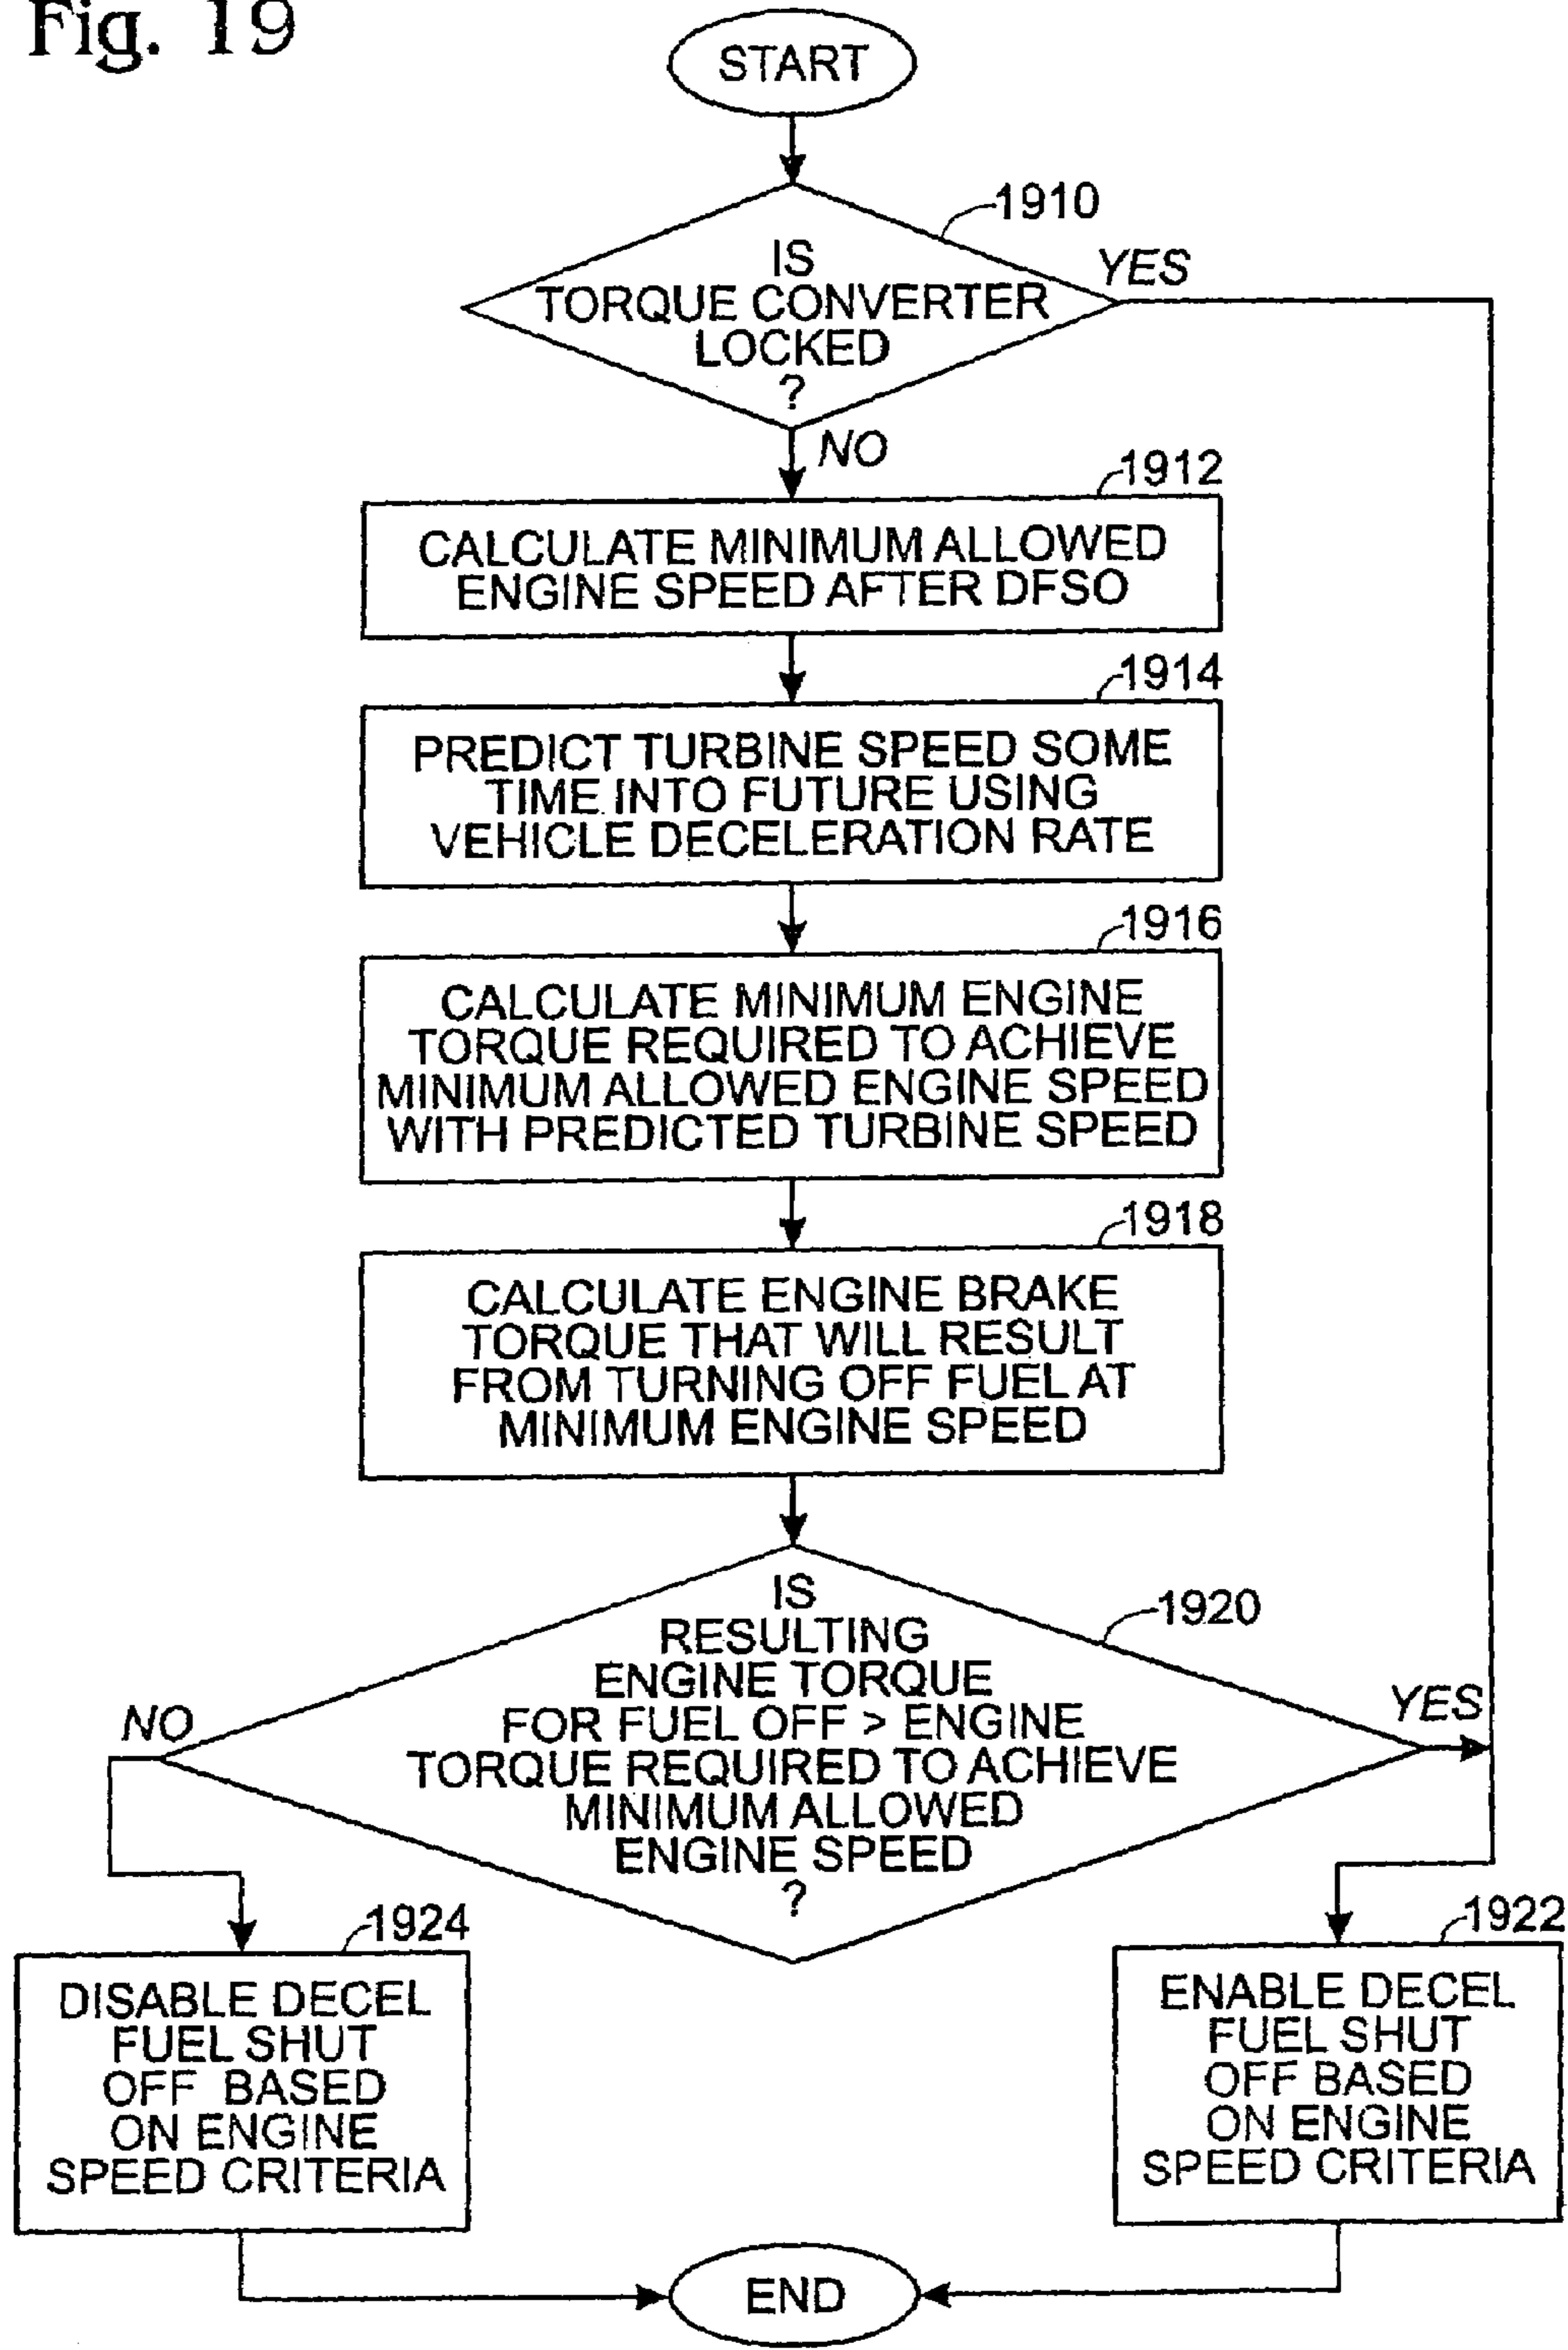 Fig. 19
START
1910
IS
TORQUE CONVERTER
LOCKED
?
YES
NO
1912
CALCULATE MINIMUM ALLOWED
ENGINE SPEED AFTER DFSO
1914
PREDICT TURBINE SPEED SOME
TIME INTO FUTURE USING
VEHICLE DECELERATION RATE
1916
CALCULATE MINIMUM ENGINE
TORQUE REQUIRED TO ACHIEVE
MINIMUM ALLOWED ENGINE SPEED
WITH PREDICTED TURBINE SPEED
1918
CALCULATE ENGINE BRAKE
TORQUE THAT WILL RESULT
FROM TURNING OFF FUEL AT
MINIMUM ENGINE SPEED
1920
IS
RESULTING
ENGINE TORQUE
FOR FUEL OFF > ENGINE
TORQUE REQUIRED TO ACHIEVE
MINIMUM ALLOWED
ENGINE SPEED
?
NO
YES
1924
DISABLE DECEL
FUEL SHUT
OFF BASED
ON ENGINE
SPEED CRITERIA
1922
ENABLE DECEL
FUEL SHUT
OFF BASED
ON ENGINE
SPEED CRITERIA
END